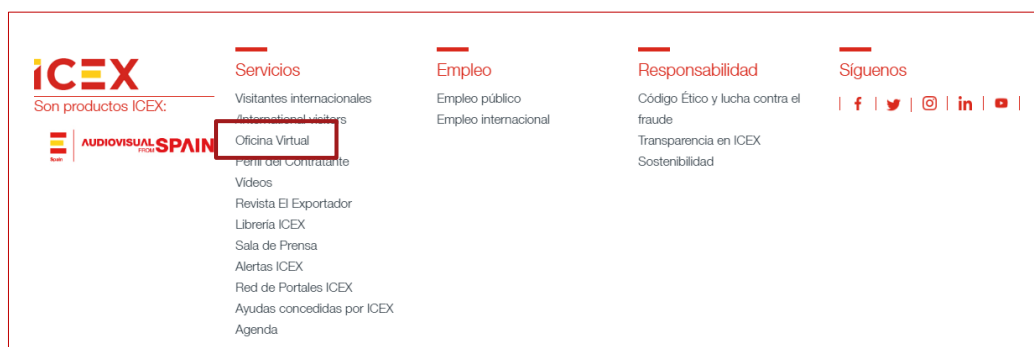 ICEX
Son productos ICEX:
Spain
AUDIOVISUAL FROM SPAIN
Servicios
Visitantes internacionales
/International visitors
Oficina Virtual
Perfil del Contratante
Vídeos
Revista El Exportador
Librería ICEX
Sala de Prensa
Alertas ICEX
Red de Portales ICEX
Ayudas concedidas por ICEX
Agenda
Empleo
Empleo público
Empleo internacional
Responsabilidad
Código Ético y lucha contra el
fraude
Transparencia en ICEX
Sostenibilidad
Síguenos